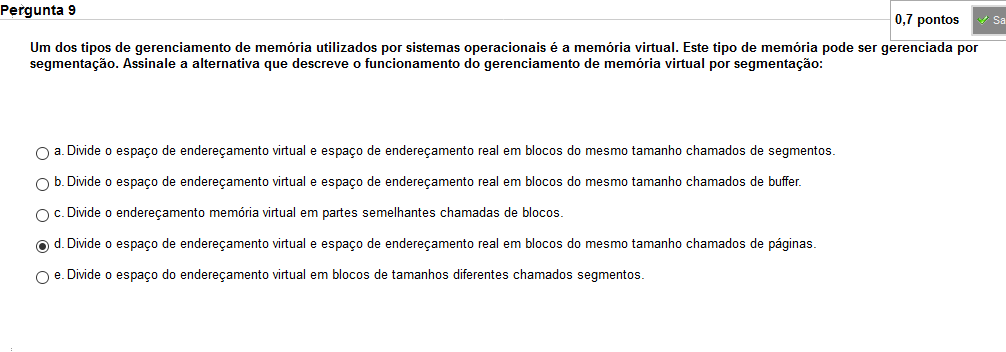 Pergunta 9
0,7 pontos
Sa
Um dos tipos de gerenciamento de memória utilizados por sistemas operacionais é a memória virtual. Este tipo de memória pode ser gerenciada por
segmentação. Assinale a alternativa que descreve o funcionamento do gerenciamento de memória virtual por segmentação:
a. Divide o espaço de endereçamento virtual e espaço de endereçamento real em blocos do mesmo tamanho chamados de segmentos.
b. Divide o espaço de endereçamento virtual e espaço de endereçamento real em blocos do mesmo tamanho chamados de buffer.
c. Divide o endereçamento memória virtual em partes semelhantes chamadas de blocos.
d. Divide o espaço de endereçamento virtual e espaço de endereçamento real em blocos do mesmo tamanho chamados de páginas.
e. Divide o espaço do endereçamento virtual em blocos de tamanhos diferentes chamados segmentos.